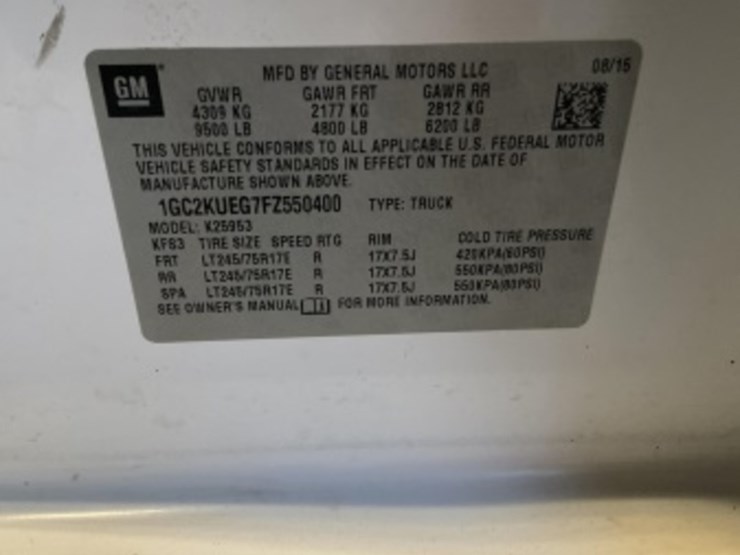 GM
MFD BY GENERAL MOTORS LLC 08/15
GVWR GAWR FRT GAWR RR
4309 KG 2177 KG 2812 KG
9500 LB 4800 LB 6200 LB
THIS VEHICLE CONFORMS TO ALL APPLICABLE U.S. FEDERAL MOTOR
VEHICLE SAFETY STANDARDS IN EFFECT ON THE DATE OF
MANUFACTURE SHOWN ABOVE.
1GC2KUEG7FZ550400 TYPE: TRUCK
MODEL: K25953
KFS3 TIRE SIZE SPEED RTG RIM COLD TIRE PRESSURE
FRT LT245/75R17E R 17X7.5J 420KPA(60PSI)
RR LT245/75R17E R 17X7.5J 550KPA(80PSI)
SPA LT245/75R17E R 17X7.5J 550KPA(80PSI)
SEE OWNER'S MANUAL FOR MORE INFORMATION.